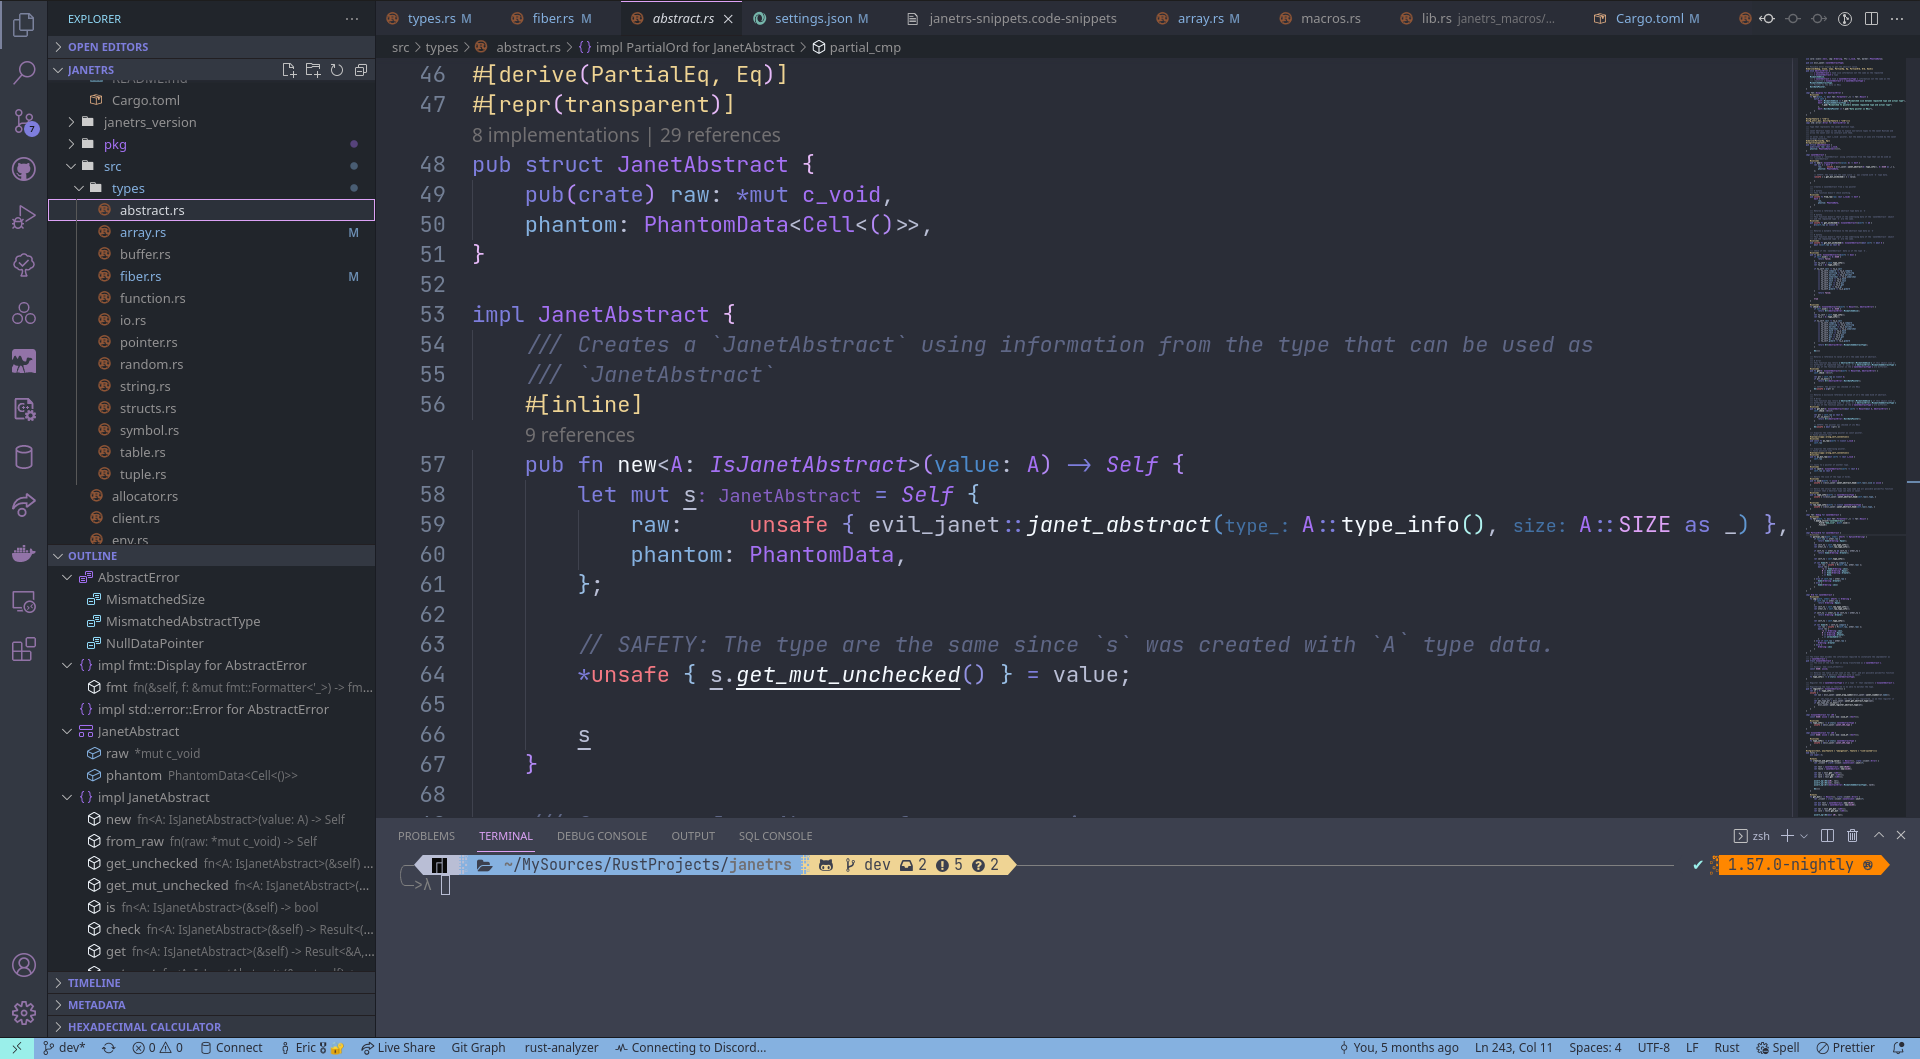 EXPLORER
OPEN EDITORS
JANETRS
README.md
Cargo.toml
janetrs_version
pkg
src
types
abstract.rs
array.rs M
buffer.rs
fiber.rs M
function.rs
io.rs
pointer.rs
random.rs
string.rs
structs.rs
symbol.rs
table.rs
tuple.rs
allocator.rs
client.rs
env.rs
OUTLINE
AbstractError
MismatchedSize
MismatchedAbstractType
NullDataPointer
impl fmt::Display for AbstractError
fmt fn(&self, f: &mut fmt::Formatter<'_>) -> fm...
impl std::error::Error for AbstractError
JanetAbstract
raw *mut c_void
phantom PhantomData<Cell<()>>
impl JanetAbstract
new fn<A: IsJanetAbstract>(value: A) -> Self
from_raw fn(raw: *mut c_void) -> Self
get_unchecked fn<A: IsJanetAbstract>(&self) ...
get_mut_unchecked fn<A: IsJanetAbstract>(...
is fn<A: IsJanetAbstract>(&self) -> bool
check fn<A: IsJanetAbstract>(&self) -> Result<(...
get fn<A: IsJanetAbstract>(&self) -> Result<&A,...
TIMELINE
METADATA
HEXADECIMAL CALCULATOR
7
types.rs M fiber.rs M abstract.rs settings.json M janetrs-snippets.code-snippets array.rs M macros.rs lib.rs janetrs_macros/... Cargo.toml M
src > types > abstract.rs > {} impl PartialOrd for JanetAbstract > partial_cmp
46 #[derive(PartialEq, Eq)]
47 #[repr(transparent)]
8 implementations | 29 references
48 pub struct JanetAbstract {
49 pub(crate) raw: *mut c_void,
50 phantom: PhantomData<Cell<()>>,
51 }
52
53 impl JanetAbstract {
54 /// Creates a `JanetAbstract` using information from the type that can be used as
55 /// `JanetAbstract`
56 #[inline]
9 references
57 pub fn new<A: IsJanetAbstract>(value: A) -> Self {
58 let mut s: JanetAbstract = Self {
59 raw: unsafe { evil_janet::janet_abstract(type_: A::type_info(), size: A::SIZE as _) },
60 phantom: PhantomData,
61 };
62
63 // SAFETY: The type are the same since `s` was created with `A` type data.
64 *unsafe { s.get_mut_unchecked() } = value;
65
66 s
67 }
68
PROBLEMS TERMINAL DEBUG CONSOLE OUTPUT SQL CONSOLE zsh
~/MySources/RustProjects/janetrs dev 2 5 2 ✔ 1.57.0-nightly
->λ
dev* 0 0 Connect Eric Live Share Git Graph rust-analyzer Connecting to Discord... You, 5 months ago Ln 243, Col 11 Spaces: 4 UTF-8 LF Rust Spell Prettier